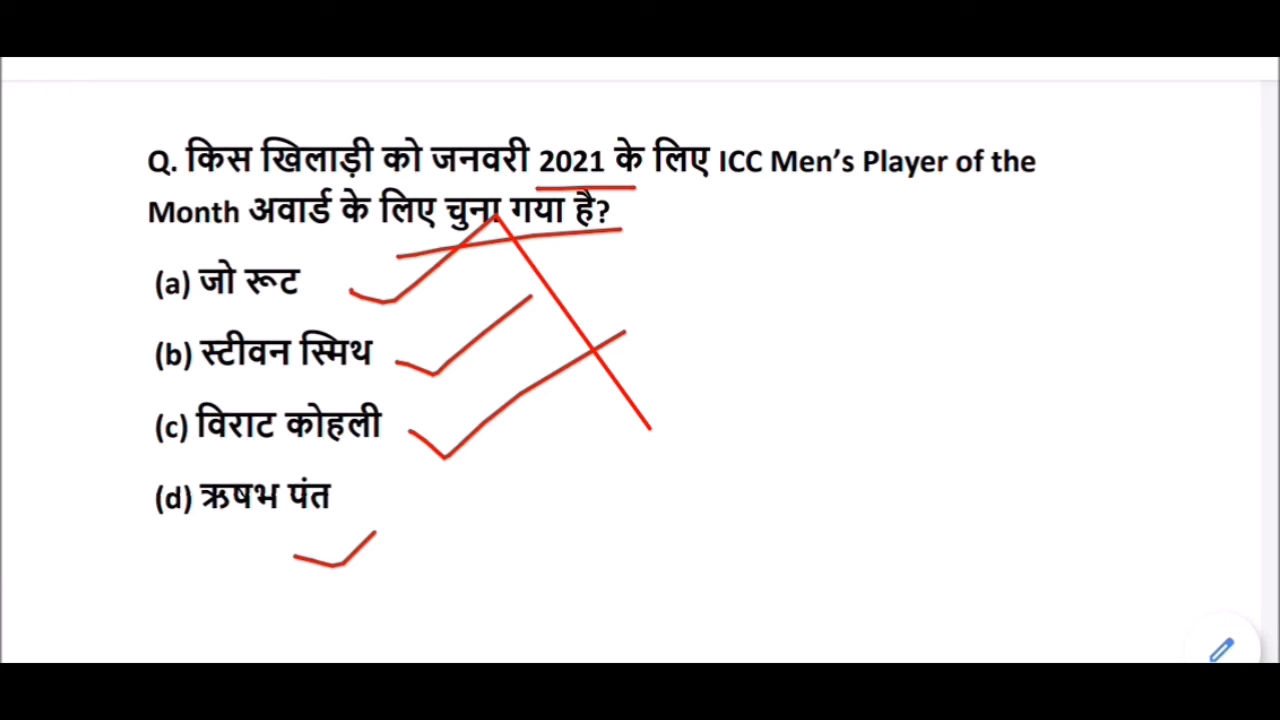 Q. किस खिलाड़ी को जनवरी 2021 के लिए ICC Men's Player of the
Month अवार्ड के लिए चुना गया है?
(a) जो रूट
(b) स्टीवन स्मिथ
(c) विराट कोहली
(d) ऋषभ पंत